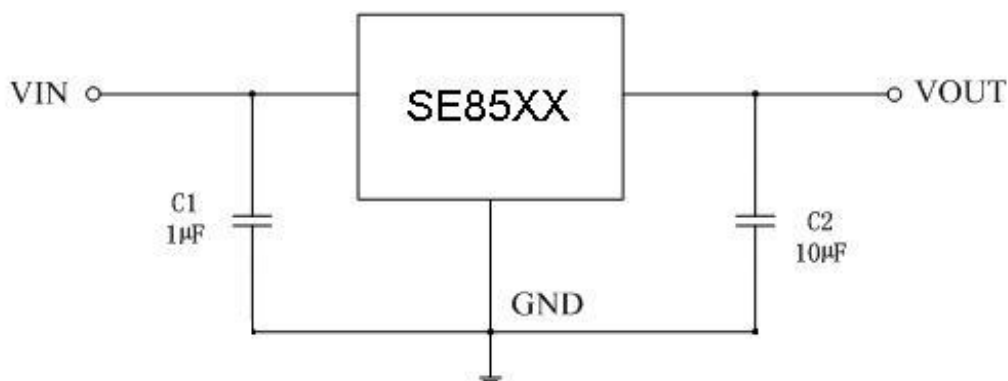 VIN
SE85XX
VOUT
C1
1µF
C2
10µF
GND